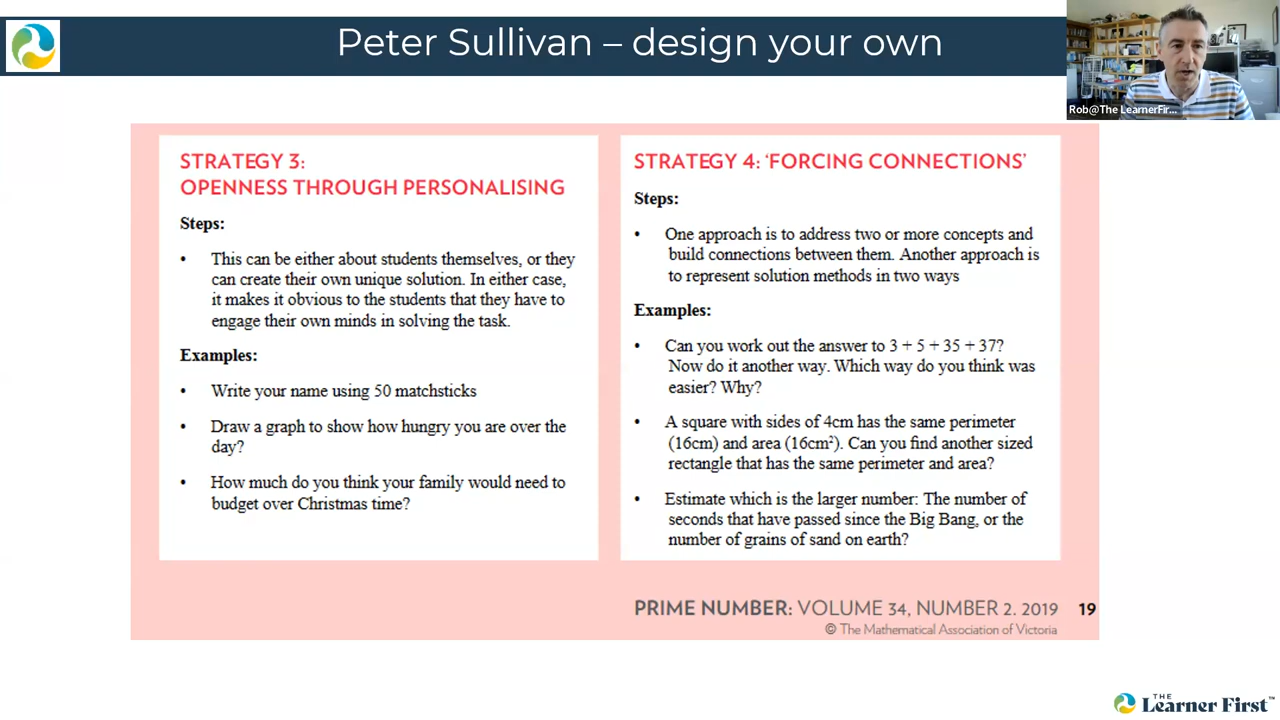 Peter Sullivan – design your own
Rob@The LearnerFir...
STRATEGY 3:
OPENNESS THROUGH PERSONALISING
Steps:
• This can be either about students themselves, or they
can create their own unique solution. In either case,
it makes it obvious to the students that they have to
engage their own minds in solving the task.
Examples:
• Write your name using 50 matchsticks
• Draw a graph to show how hungry you are over the
day?
• How much do you think your family would need to
budget over Christmas time?
STRATEGY 4: ‘FORCING CONNECTIONS’
Steps:
• One approach is to address two or more concepts and
build connections between them. Another approach is
to represent solution methods in two ways
Examples:
• Can you work out the answer to 3 + 5 + 35 + 37?
Now do it another way. Which way do you think was
easier? Why?
• A square with sides of 4cm has the same perimeter
(16cm) and area (16cm²). Can you find another sized
rectangle that has the same perimeter and area?
• Estimate which is the larger number: The number of
seconds that have passed since the Big Bang, or the
number of grains of sand on earth?
PRIME NUMBER: VOLUME 34, NUMBER 2. 2019 19
© The Mathematical Association of Victoria
THE
Learner First™